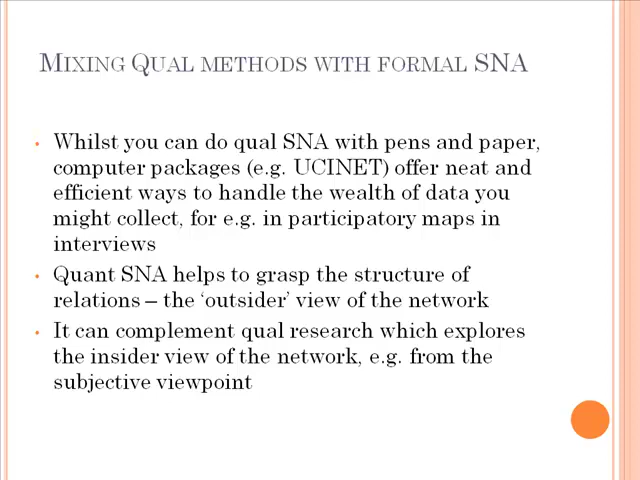 MIXING QUAL METHODS WITH FORMAL SNA
• Whilst you can do qual SNA with pens and paper,
computer packages (e.g. UCINET) offer neat and
efficient ways to handle the wealth of data you
might collect, for e.g. in participatory maps in
interviews
• Quant SNA helps to grasp the structure of
relations – the ‘outsider’ view of the network
• It can complement qual research which explores
the insider view of the network, e.g. from the
subjective viewpoint